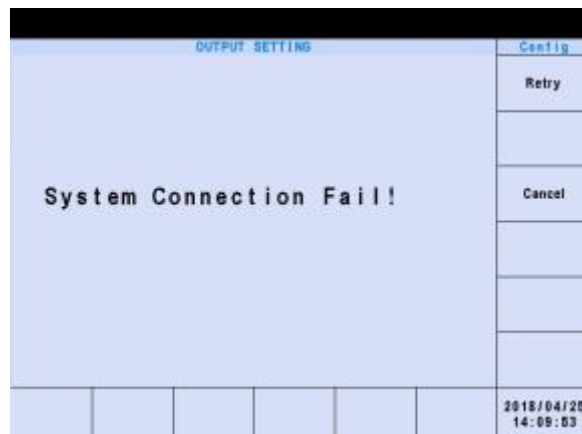 OUTPUT SETTING
Config
Retry
System Connection Fail!
Cancel
2018/04/25
14:09:53